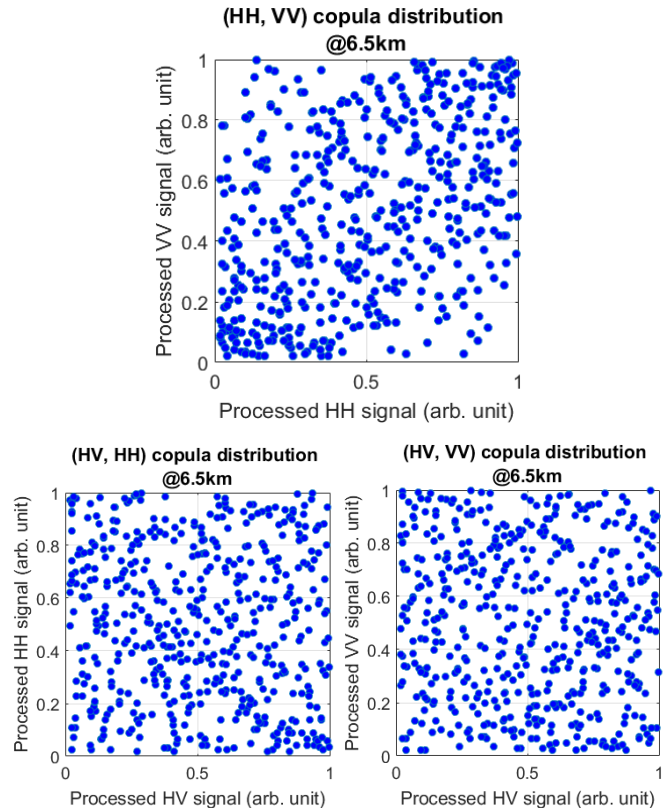 (HH, VV) copula distribution
@6.5km
Processed VV signal (arb. unit)
1
0.8
0.6
0.4
0.2
0
0
0.5
1
Processed HH signal (arb. unit)
(HV, HH) copula distribution
@6.5km
Processed HH signal (arb. unit)
1
0.8
0.6
0.4
0.2
0
0
0.5
1
Processed HV signal (arb. unit)
(HV, VV) copula distribution
@6.5km
Processed VV signal (arb. unit)
1
0.8
0.6
0.4
0.2
0
0
0.5
1
Processed HV signal (arb. unit)